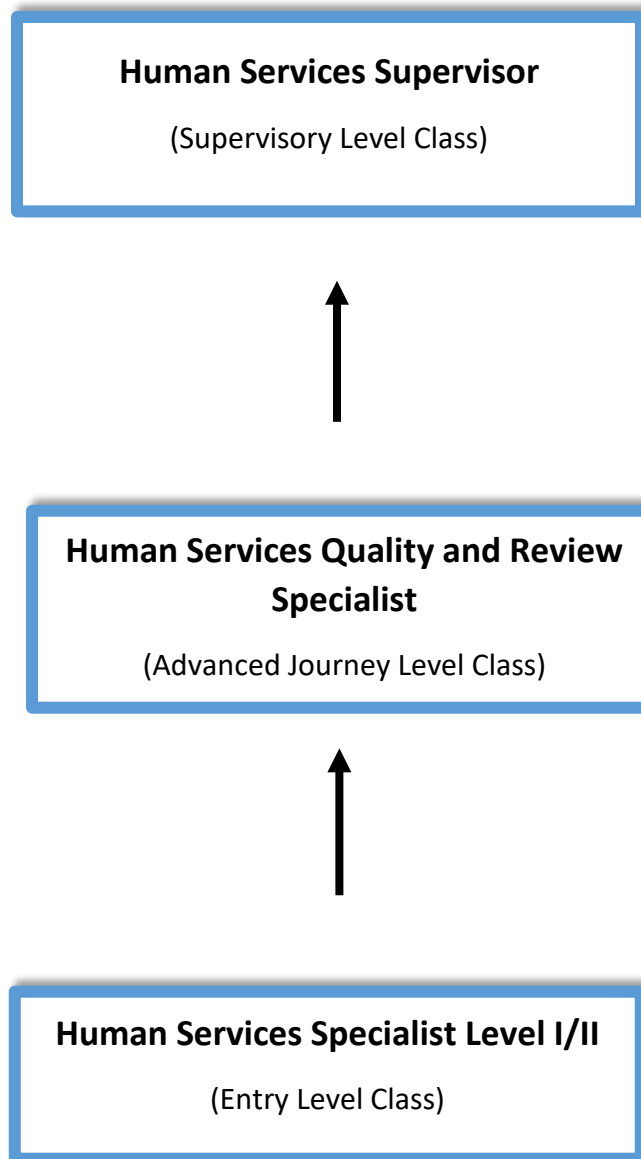 Human Services Supervisor
(Supervisory Level Class)
Human Services Quality and Review
Specialist
(Advanced Journey Level Class)
Human Services Specialist Level I/II
(Entry Level Class)